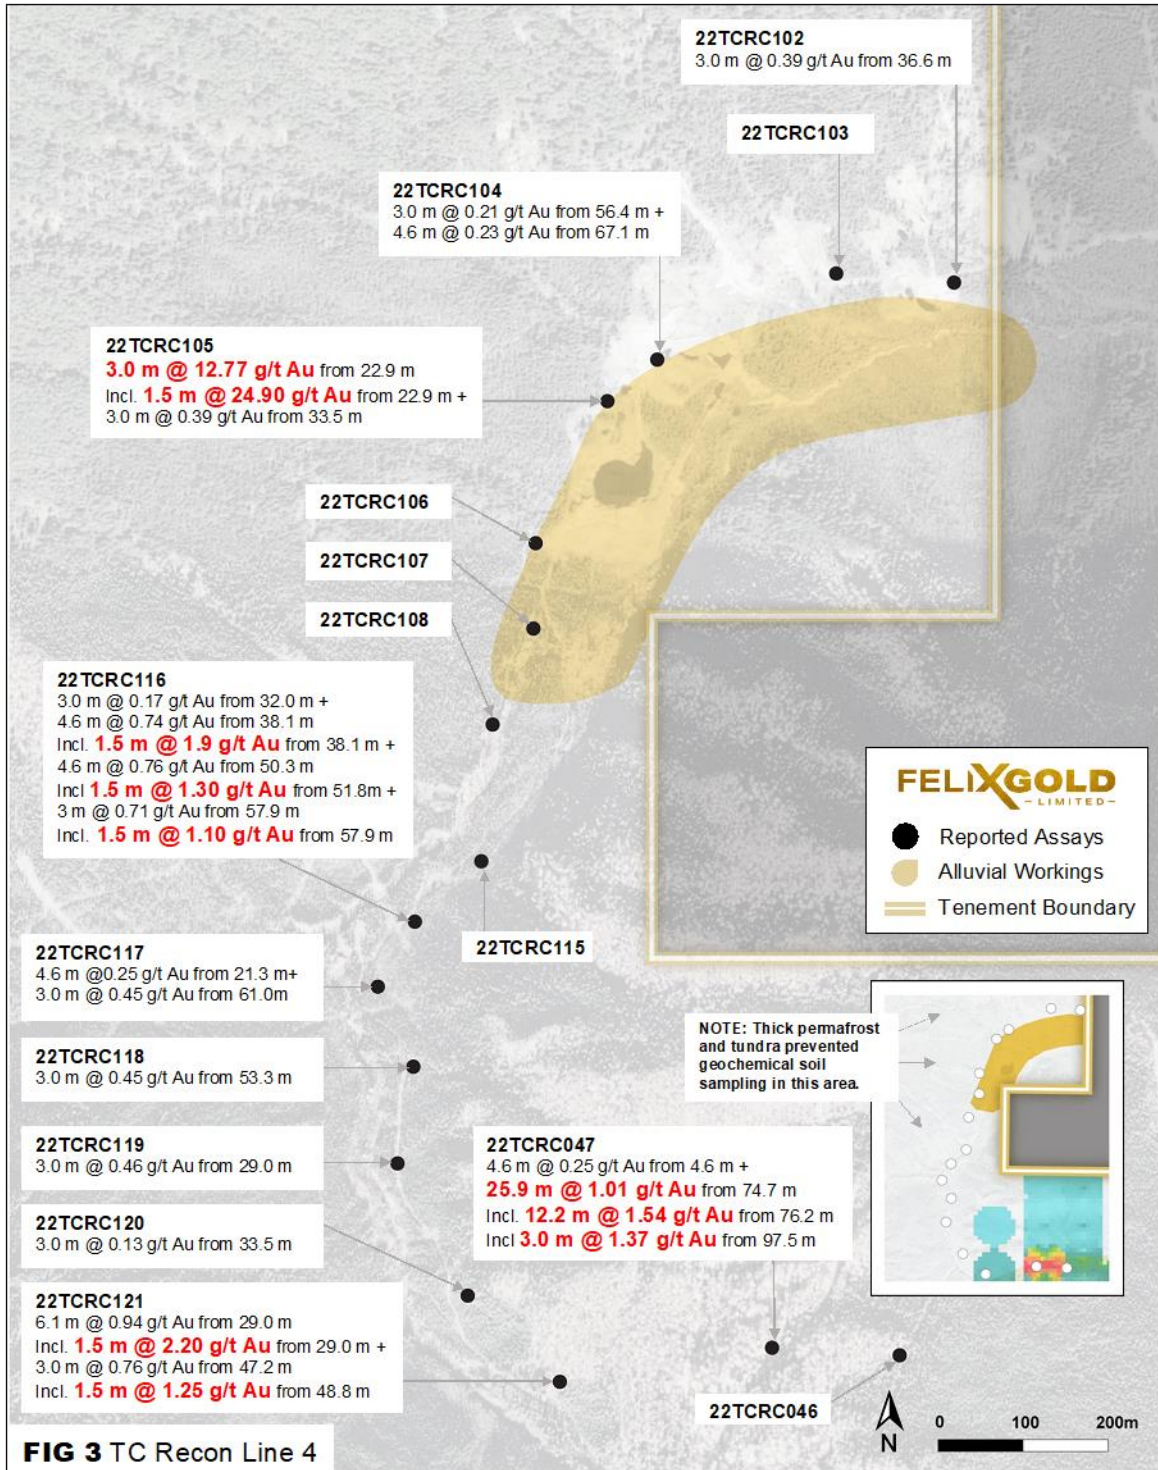 22TCRC102
3.0 m @ 0.39 g/t Au from 36.6 m
22TCRC103
22TCRC104
3.0 m @ 0.21 g/t Au from 56.4 m +
4.6 m @ 0.23 g/t Au from 67.1 m
22TCRC105
3.0 m @ 12.77 g/t Au from 22.9 m
Incl. 1.5 m @ 24.90 g/t Au from 22.9 m +
3.0 m @ 0.39 g/t Au from 33.5 m
22TCRC106
22TCRC107
22TCRC108
22TCRC116
3.0 m @ 0.17 g/t Au from 32.0 m +
4.6 m @ 0.74 g/t Au from 38.1 m
Incl. 1.5 m @ 1.9 g/t Au from 38.1 m +
4.6 m @ 0.76 g/t Au from 50.3 m
Incl 1.5 m @ 1.30 g/t Au from 51.8m +
3 m @ 0.71 g/t Au from 57.9 m
Incl. 1.5 m @ 1.10 g/t Au from 57.9 m
FELIXGOLD
-LIMITED-
Reported Assays
Alluvial Workings
Tenement Boundary
22TCRC115
22TCRC117
4.6 m @0.25 g/t Au from 21.3 m+
3.0 m @ 0.45 g/t Au from 61.0m
NOTE: Thick permafrost
and tundra prevented
geochemical soil
sampling in this area.
22TCRC118
3.0 m @ 0.45 g/t Au from 53.3 m
22TCRC119
3.0 m @ 0.46 g/t Au from 29.0 m
22TCRC047
4.6 m @ 0.25 g/t Au from 4.6 m +
25.9 m @ 1.01 g/t Au from 74.7 m
Incl. 12.2 m @ 1.54 g/t Au from 76.2 m
Incl 3.0 m @ 1.37 g/t Au from 97.5 m
22TCRC120
3.0 m @ 0.13 g/t Au from 33.5 m
22TCRC121
6.1 m @ 0.94 g/t Au from 29.0 m
Incl. 1.5 m @ 2.20 g/t Au from 29.0 m +
3.0 m @ 0.76 g/t Au from 47.2 m
Incl. 1.5 m @ 1.25 g/t Au from 48.8 m
22TCRC046
N
0 100 200m
FIG 3 TC Recon Line 4